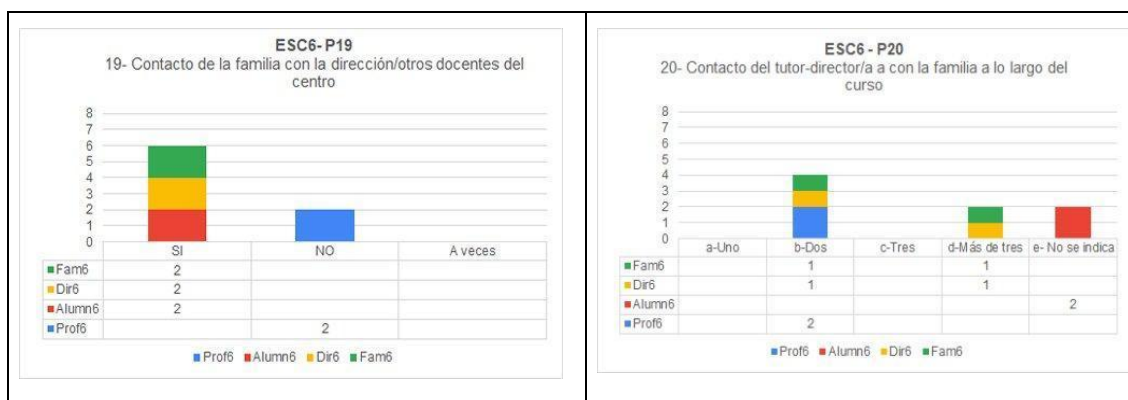 ESC6- P19
19- Contacto de la familia con la dirección/otros docentes del
centro
8
7
6
5
4
3
2
1
0
SI NO A veces
Fam6 2
Dir6 2
Alumn6 2
Prof6 2
Prof6 Alumn6 Dir6 Fam6
ESC6 - P20
20- Contacto del tutor-director/a a con la familia a lo largo del
curso
8
7
6
5
4
3
2
1
0
a-Uno b-Dos c-Tres d-Más de tres e- No se indica
Fam6 1 1
Dir6 1 1
Alumn6 2
Prof6 2
Prof6 Alumn6 Dir6 Fam6